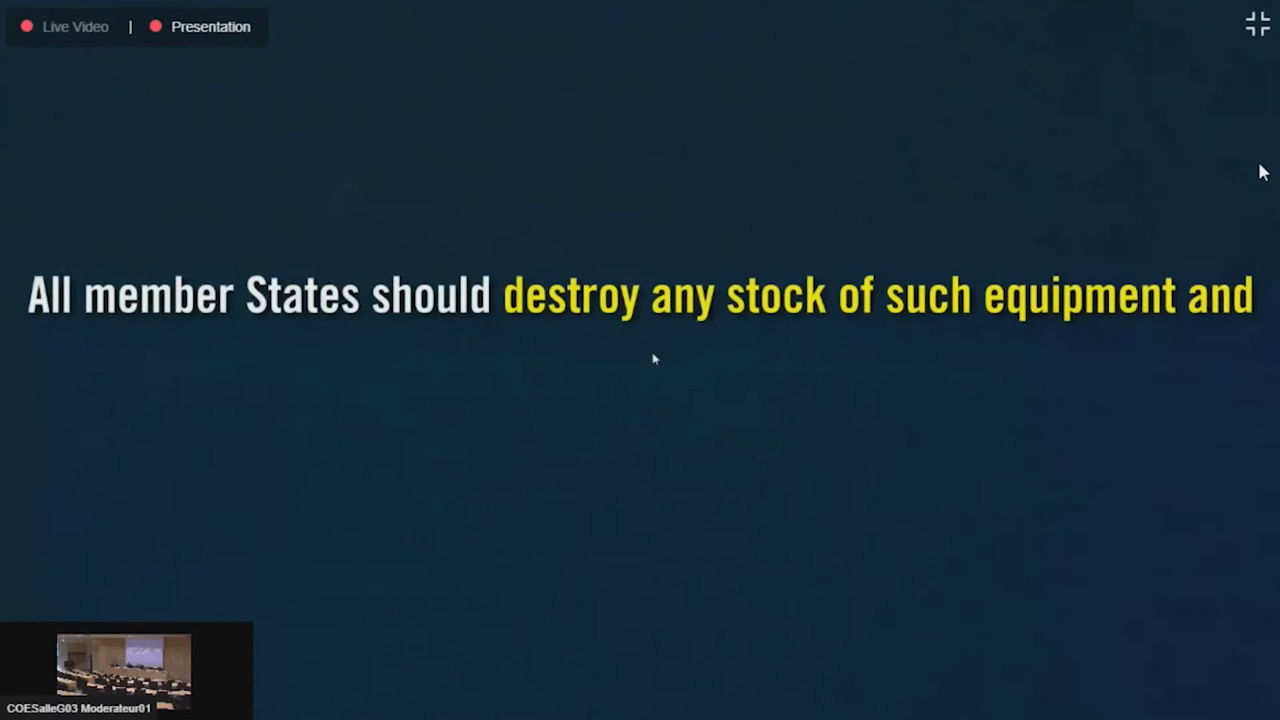 Live Video | Presentation
All member States should destroy any stock of such equipment and
COESalleG03 Moderateur01